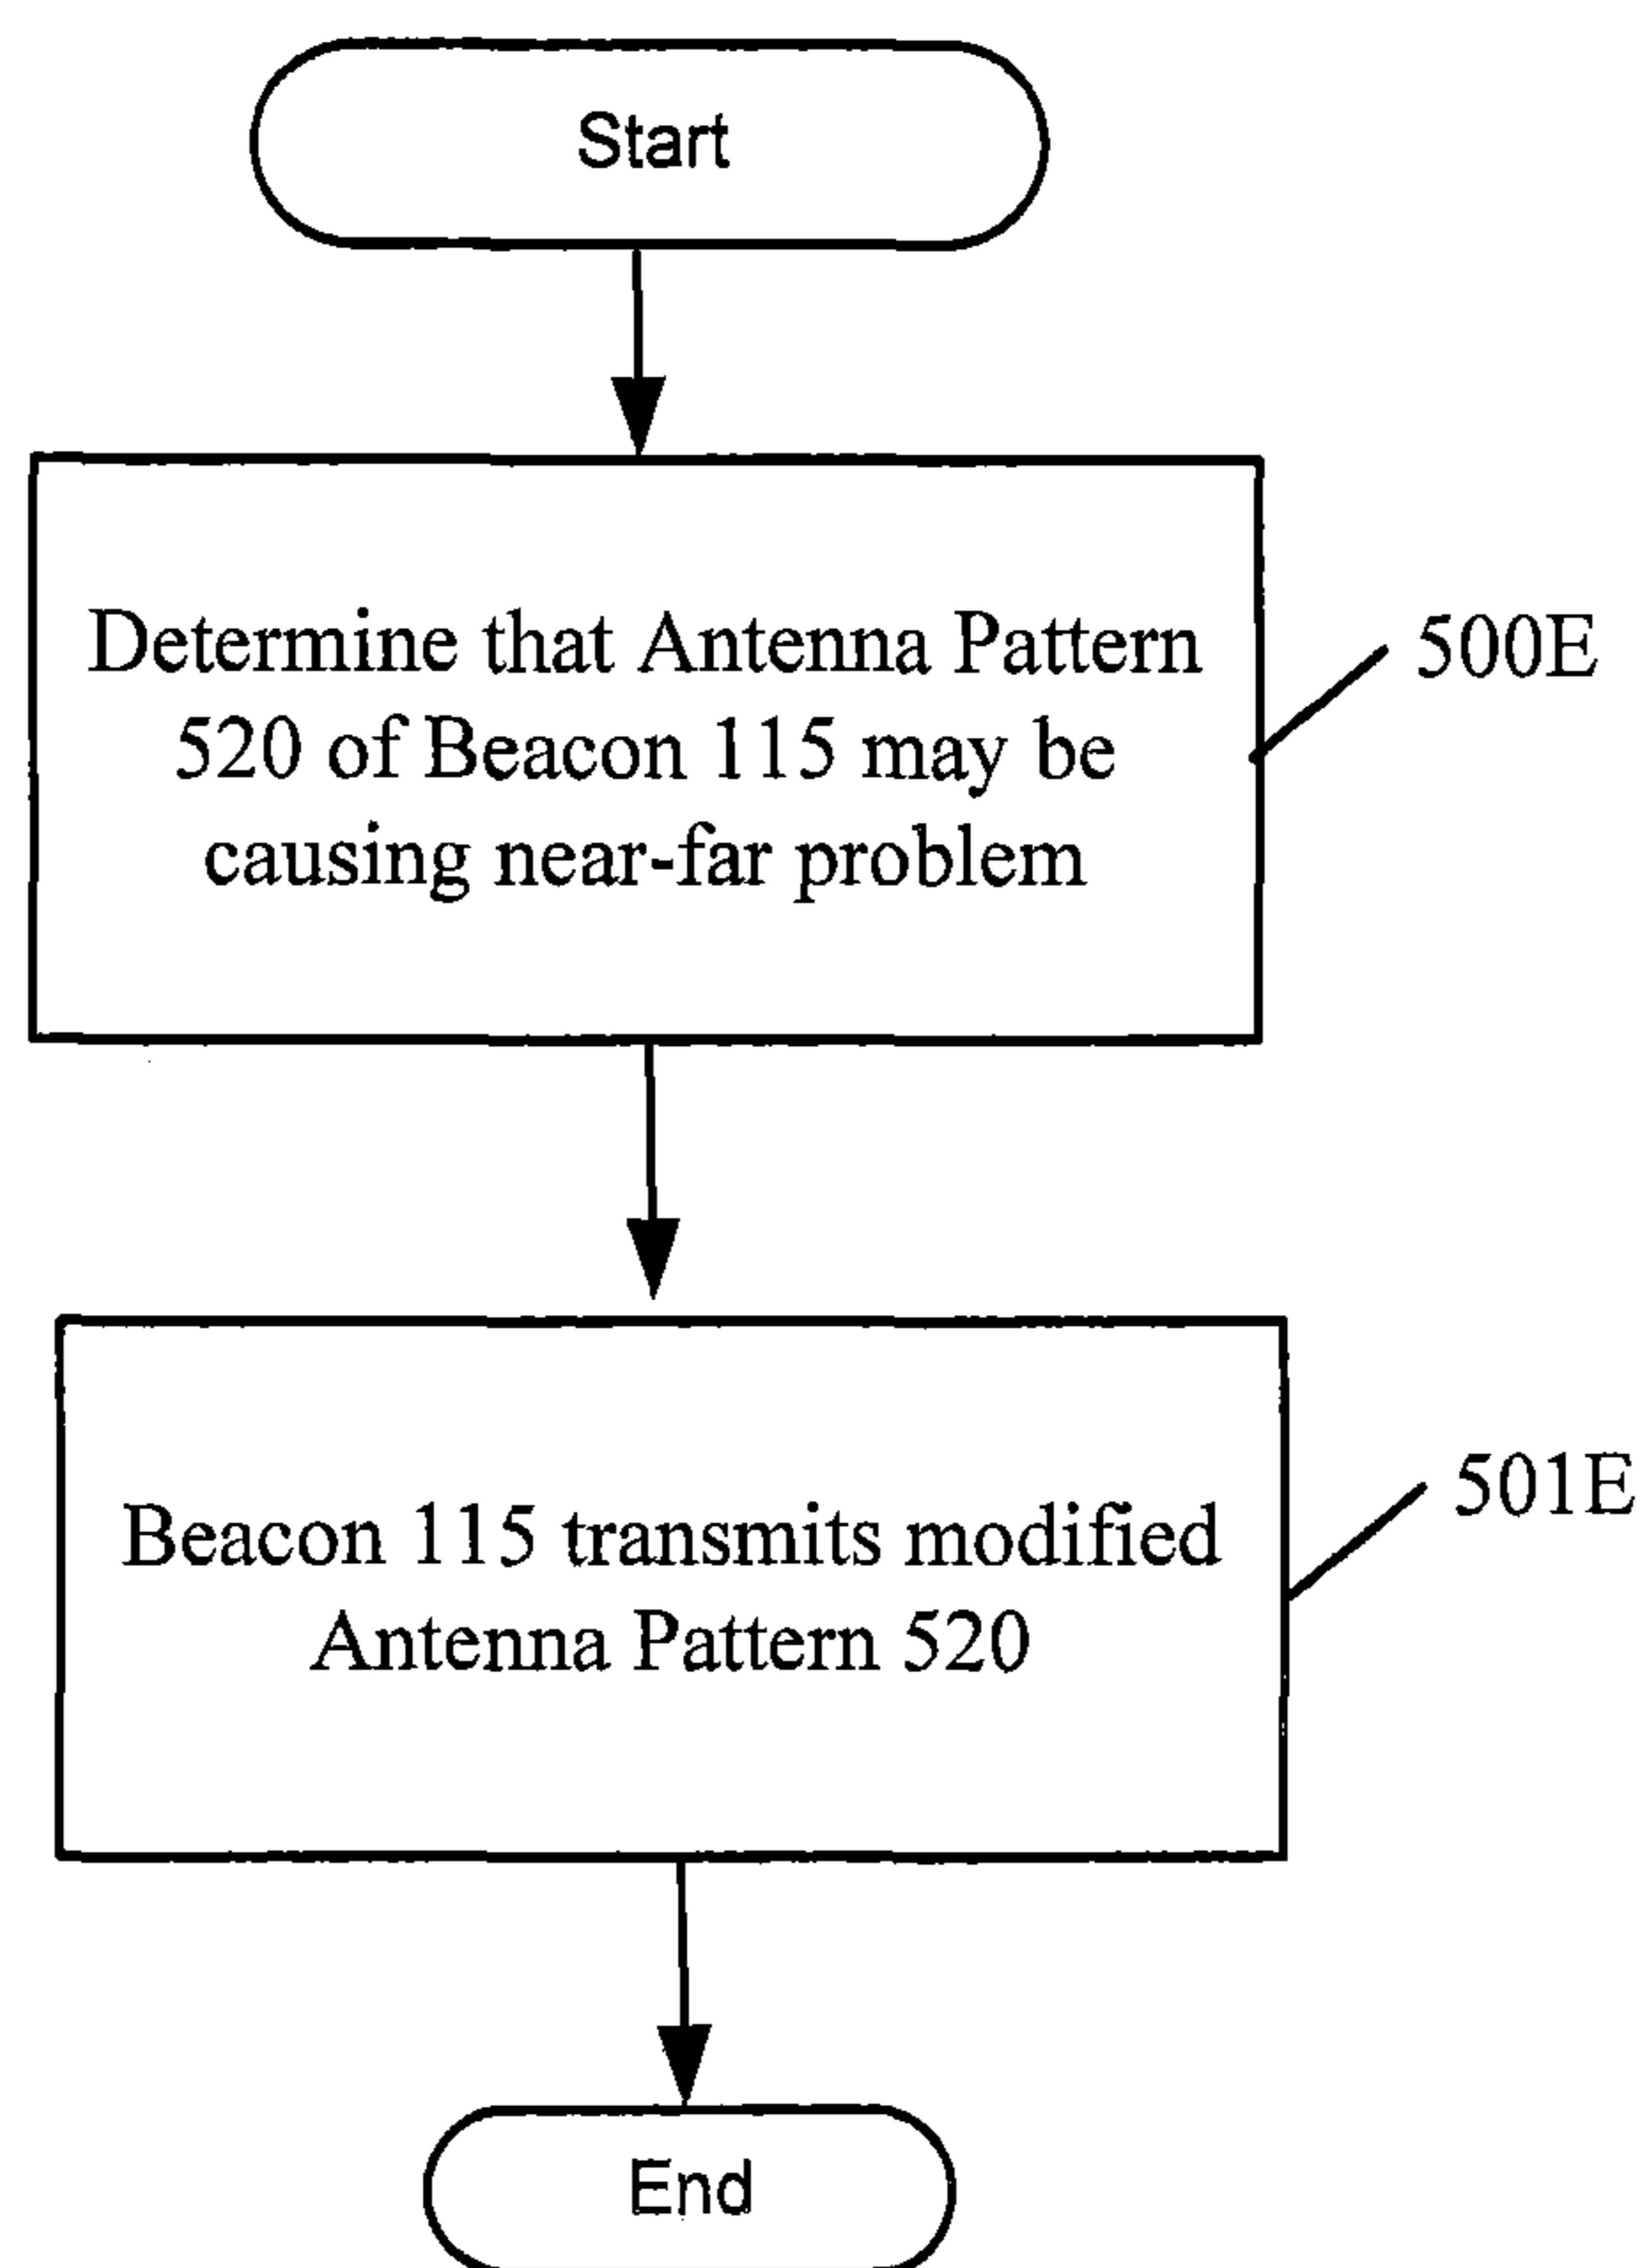 Start
Determine that Antenna Pattern
520 of Beacon 115 may be
causing near-far problem
500E
Beacon 115 transmits modified
Antenna Pattern 520
501E
End